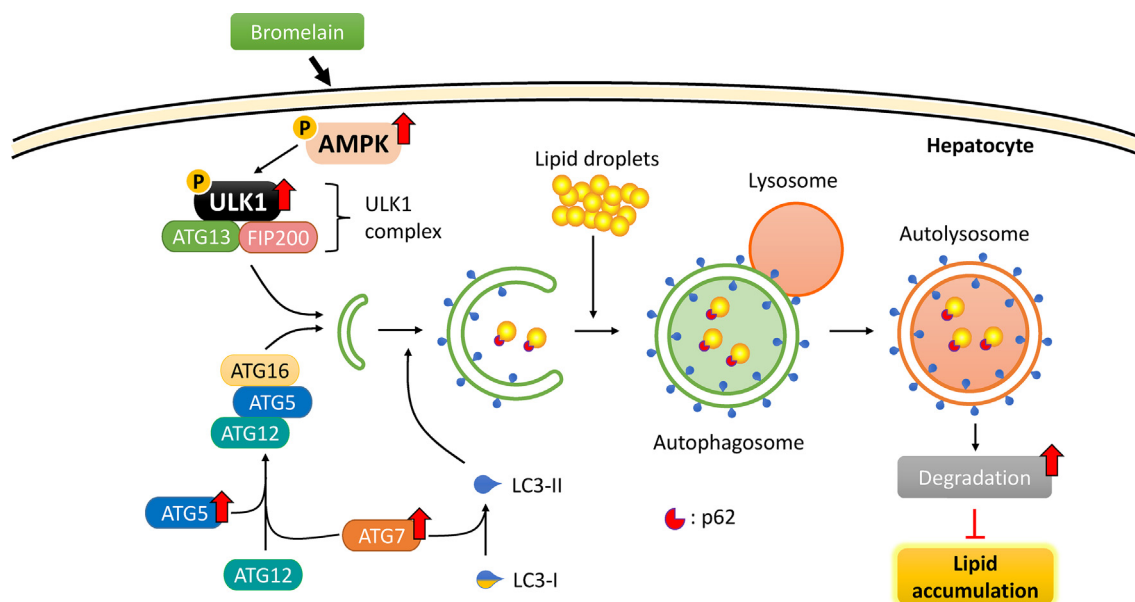 Bromelain
P
AMPK
Hepatocyte
P
ULK1
ATG13
FIP200
ULK1
complex
Lipid droplets
Lysosome
Autolysosome
ATG16
ATG5
ATG12
Autophagosome
Degradation
LC3-II
: p62
ATG5
ATG7
ATG12
LC3-I
Lipid
accumulation